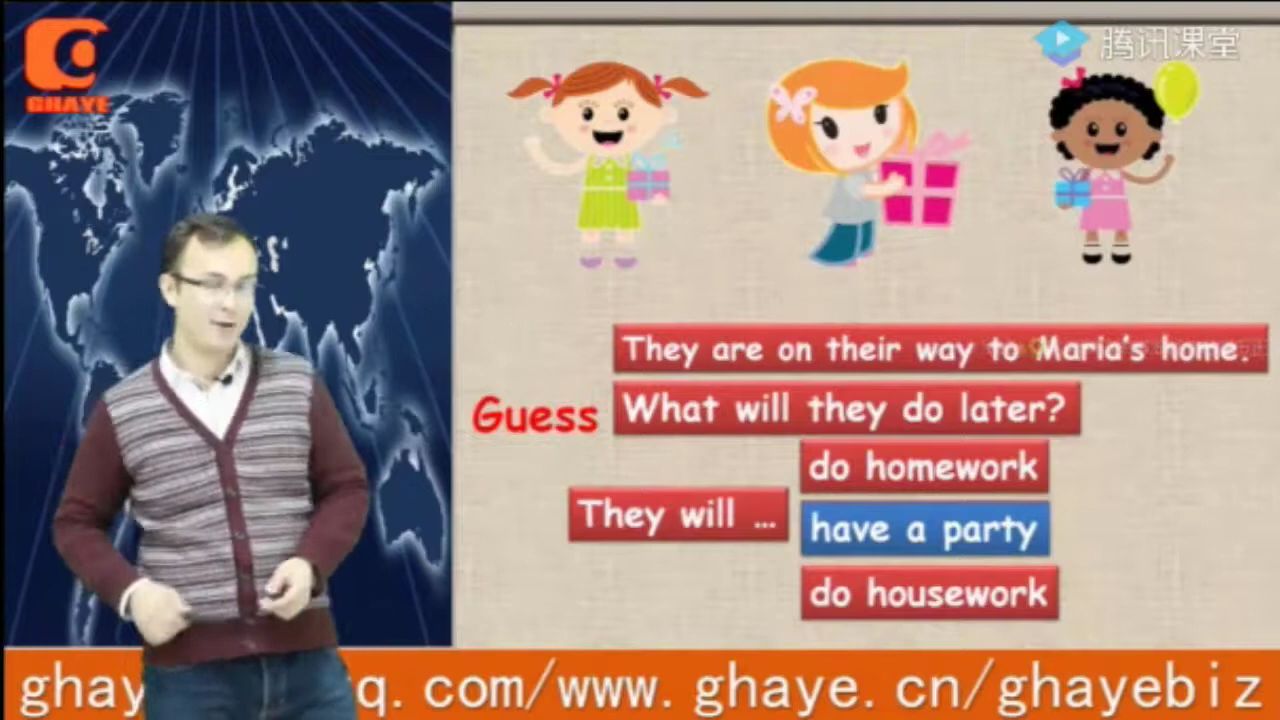 GHAYE
腾讯课堂
They are on their way to Maria's home.
Guess
What will they do later?
do homework
They will ...
have a party
do housework
ghay
q. com/www. ghaye. cn/ghayebiz